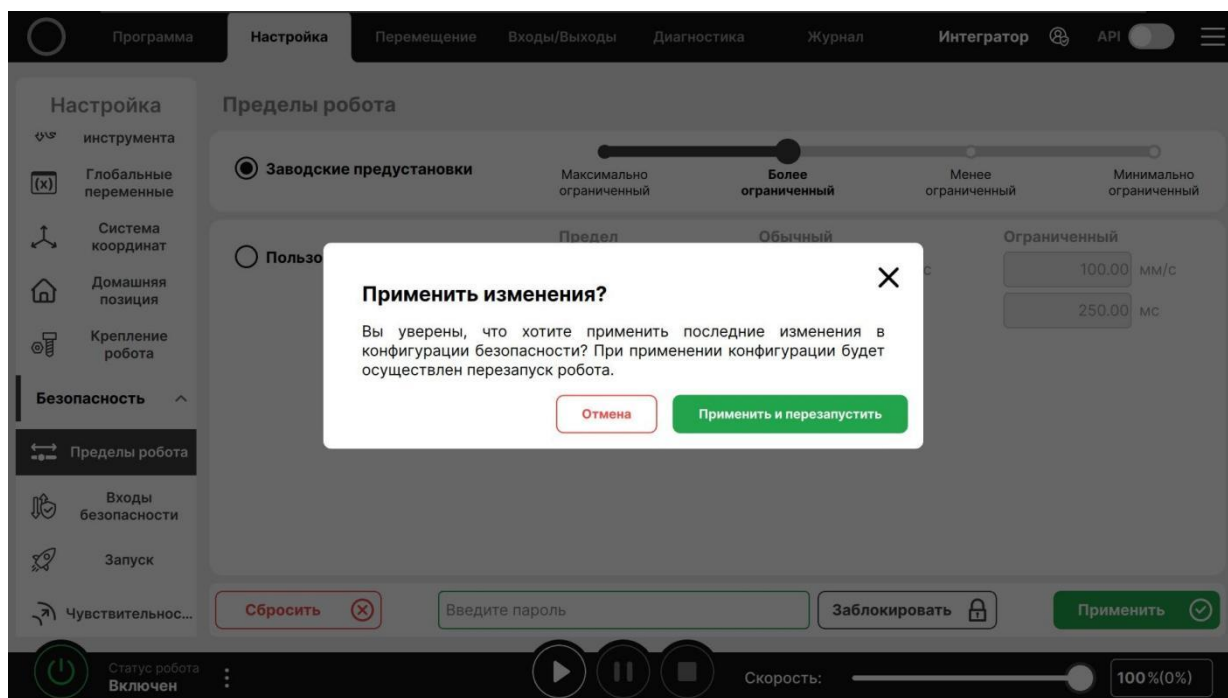 Программа
Настройка
Перемещение
Входы/Выходы
Диагностика
Журнал
Интегратор
API
Настройка
инструмента
Глобальные
переменные
Система
координат
Домашняя
позиция
Крепление
робота
Безопасность
Пределы робота
Входы
безопасности
Запуск
Чувствительнос...
Пределы робота
Заводские предустановки
Максимально
ограниченный
Более
ограниченный
Менее
ограниченный
Минимально
ограниченный
Пользо
Предел
Обычный
Ограниченный
с
100.00 мм/с
250.00 мс
Применить изменения?
Вы уверены, что хотите применить последние изменения в
конфигурации безопасности? При применении конфигурации будет
осуществлен перезапуск робота.
Отмена
Применить и перезапустить
Сбросить
Введите пароль
Заблокировать
Применить
Статус робота
Включен
Скорость:
100%(0%)